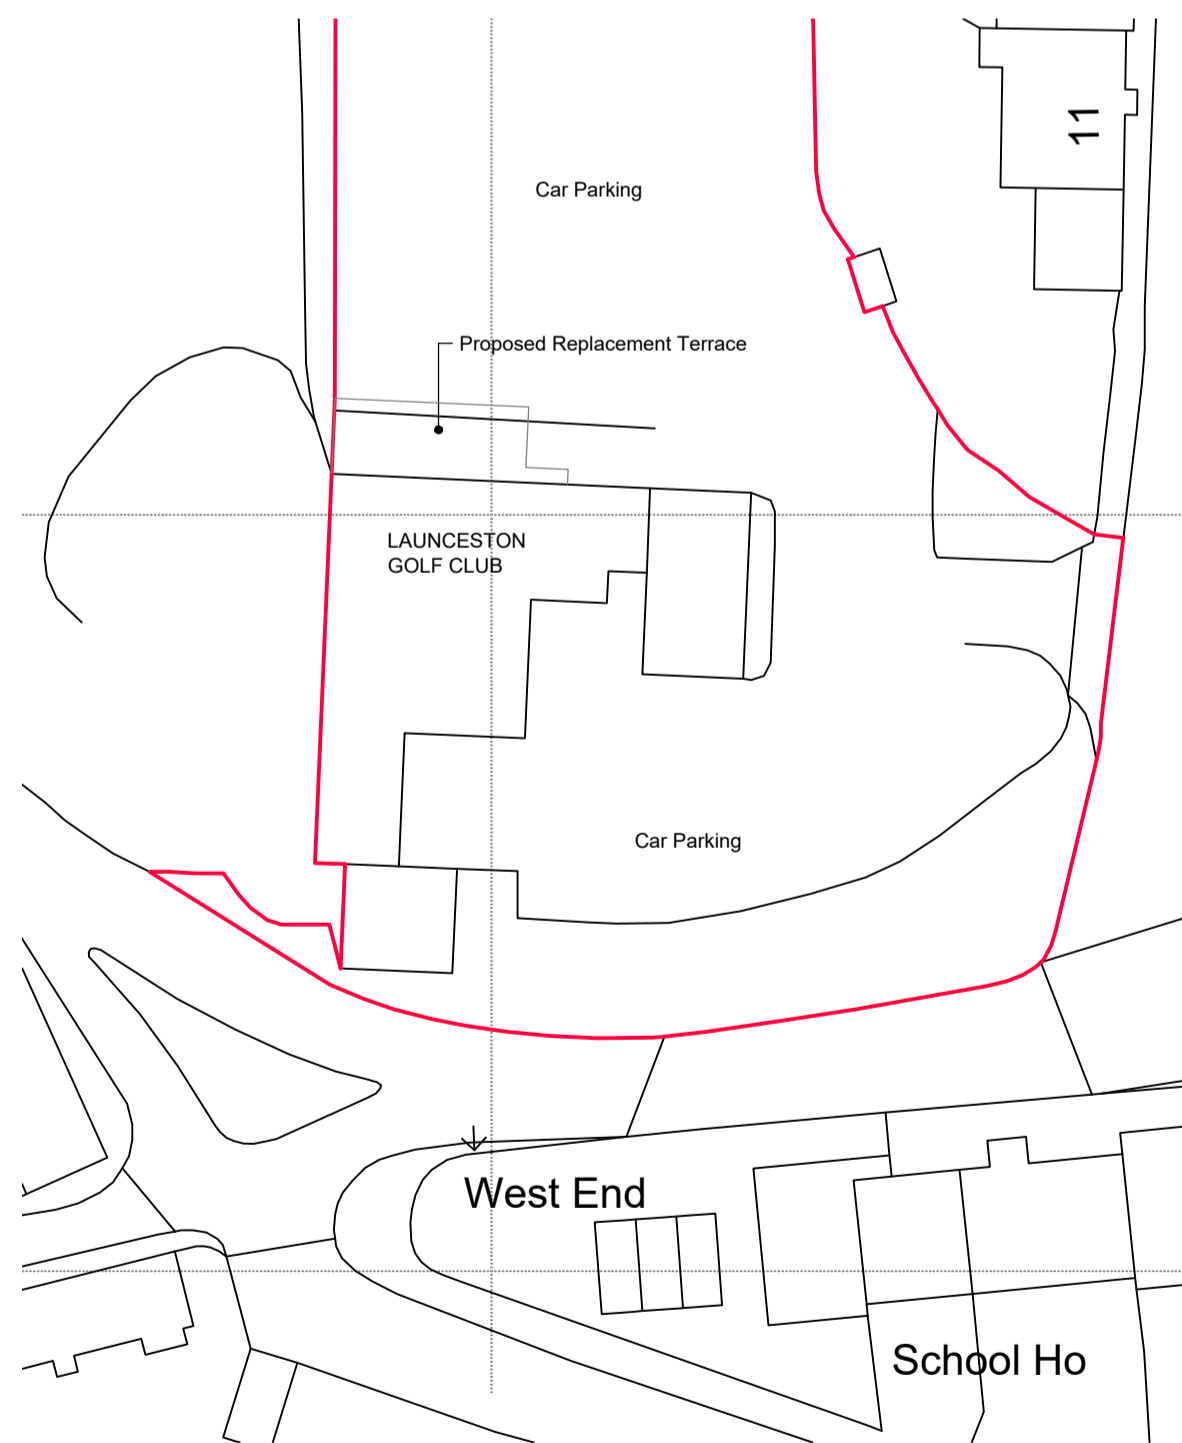 11
Car Parking
Proposed Replacement Terrace
LAUNCESTON
GOLF CLUB
Car Parking
West End
School Ho